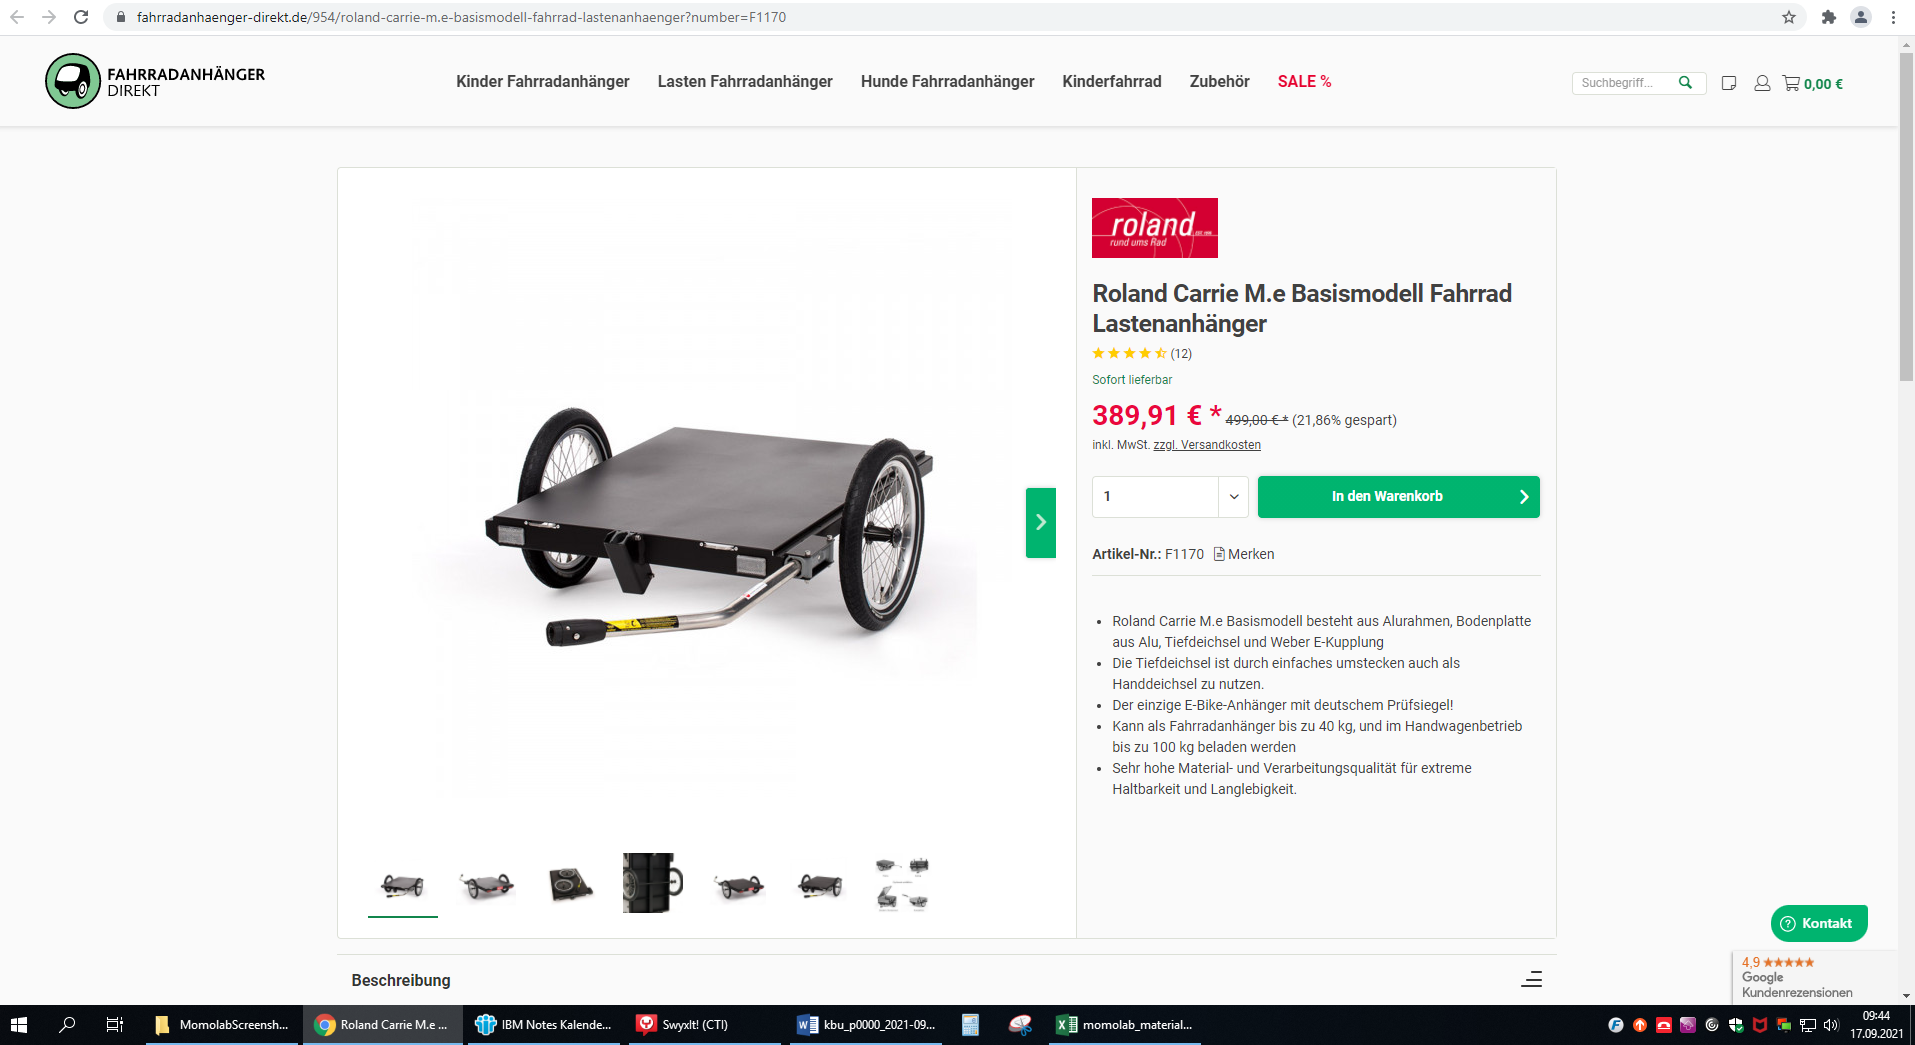 fahrradanhaenger-direkt.de/954/roland-carrie-m.e-basismodell-fahrrad-lastenanhaenger?number=F1170
FAHRRADANHÄNGER
DIREKT
Kinder Fahrradanhänger
Lasten Fahrradanhänger
Hunde Fahrradanhänger
Kinderfahrrad
Zubehör
SALE %
Suchbegriff...
0,00 €
roland
rund ums Rad
Roland Carrie M.e Basismodell Fahrrad
Lastenanhänger
(12)
Sofort lieferbar
389,91 € * 499,00 € * (21,86% gespart)
inkl. MwSt. zzgl. Versandkosten
1
In den Warenkorb
Artikel-Nr.: F1170 Merken
• Roland Carrie M.e Basismodell besteht aus Alurahmen, Bodenplatte
aus Alu, Tiefdeichsel und Weber E-Kupplung
• Die Tiefdeichsel ist durch einfaches umstecken auch als
Handdeichsel zu nutzen.
• Der einzige E-Bike-Anhänger mit deutschem Prüfsiegel!
• Kann als Fahrradanhänger bis zu 40 kg, und im Handwagenbetrieb
bis zu 100 kg beladen werden
• Sehr hohe Material- und Verarbeitungsqualität für extreme
Haltbarkeit und Langlebigkeit.
Kontakt
4,9
Google
Kundenrezensionen
Beschreibung
MomolabScreensh...
Roland Carrie M.e ...
IBM Notes Kalende...
SwyxIt! (CTI)
kbu_p0000_2021-09...
momolab_material...
09:44
17.09.2021